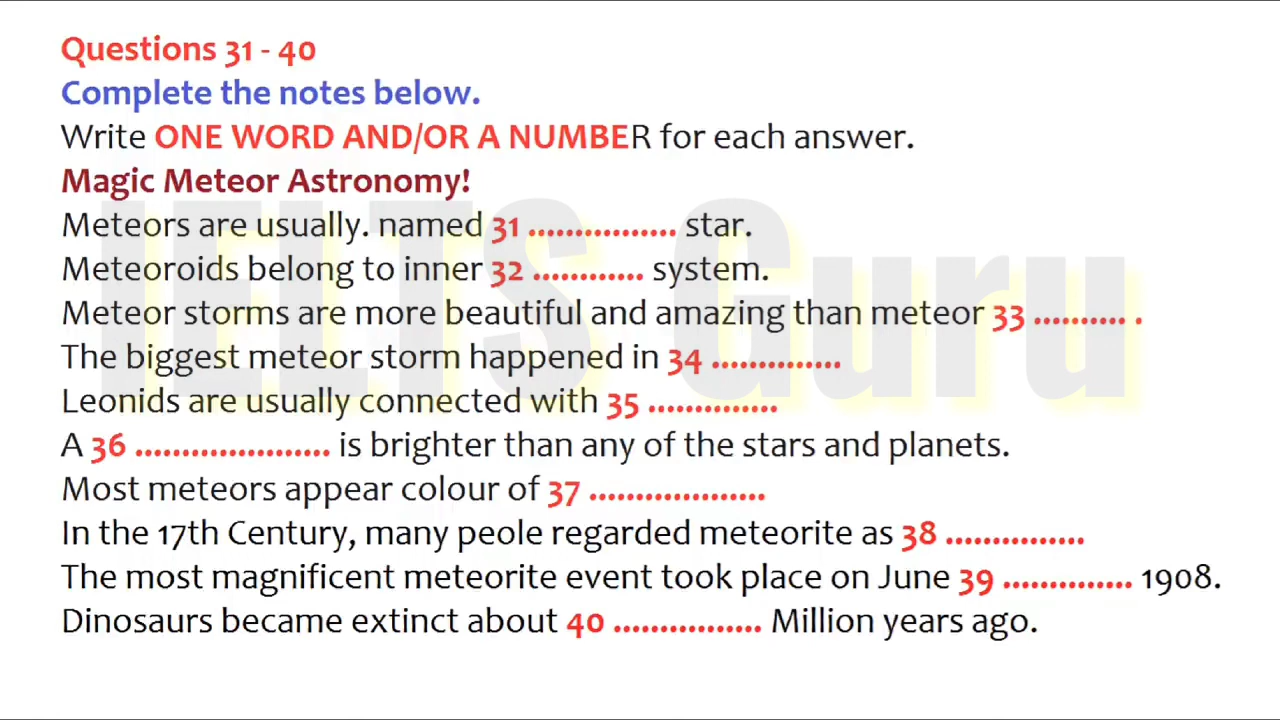 Questions 31 - 40
Complete the notes below.
Write ONE WORD AND/OR A NUMBER for each answer.
Magic Meteor Astronomy!
Meteors are usually. named 31 ................ star.
Meteoroids belong to inner 32 ............ system.
Meteor storms are more beautiful and amazing than meteor 33 .......... .
The biggest meteor storm happened in 34 ..............
Leonids are usually connected with 35 ..............
A 36 ..................... is brighter than any of the stars and planets.
Most meteors appear colour of 37 ...................
In the 17th Century, many peole regarded meteorite as 38 ...............
The most magnificent meteorite event took place on June 39 .............. 1908.
Dinosaurs became extinct about 40 ................ Million years ago.
IELTS Guru